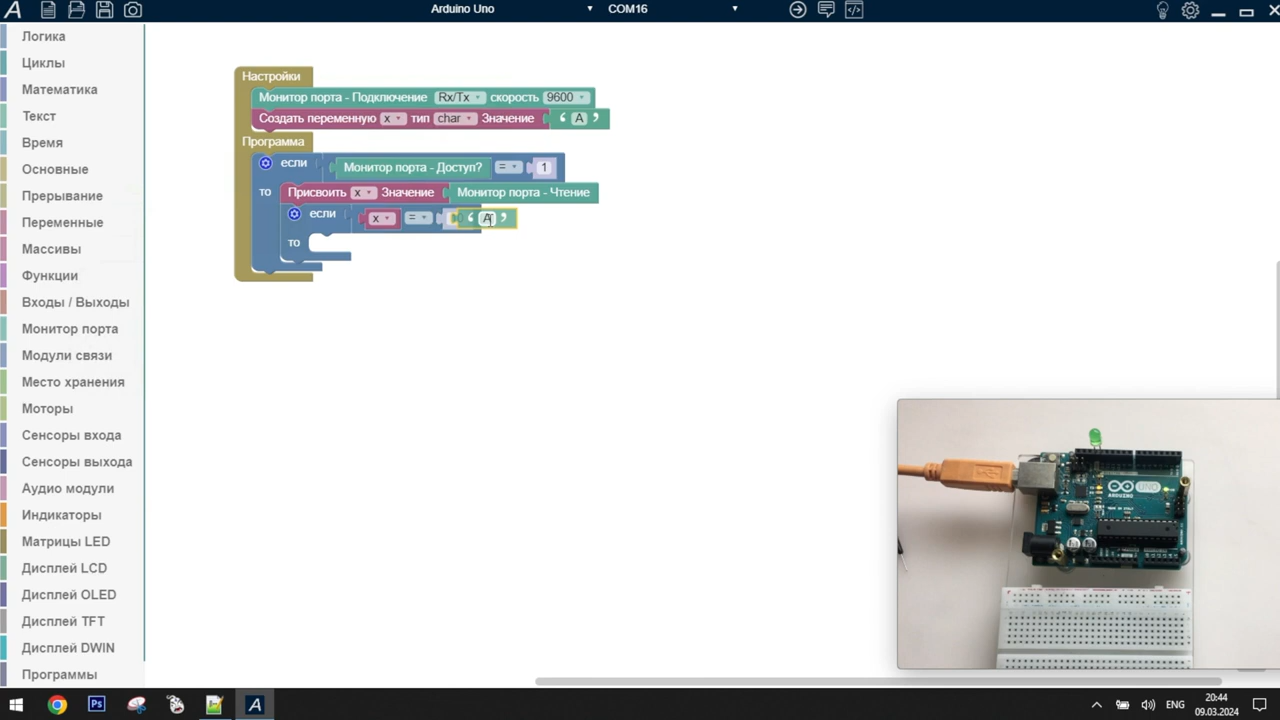 Arduino Uno
COM16
Логика
Циклы
Математика
Текст
Время
Основные
Прерывание
Переменные
Массивы
Функции
Входы / Выходы
Монитор порта
Модули связи
Место хранения
Моторы
Сенсоры входа
Сенсоры выхода
Аудио модули
Индикаторы
Матрицы LED
Дисплей LCD
Дисплей OLED
Дисплей TFT
Дисплей DWIN
Программы
Настройки
Монитор порта - Подключение Rx/Tx скорость 9600
Создать переменную x тип char Значение ‘ A ’
Программа
если Монитор порта - Доступ? = 1
то Присвоить x Значение Монитор порта - Чтение
если x = ‘ A ’
то
UNO
ARDUINO
ENG
20:44
09.03.2024